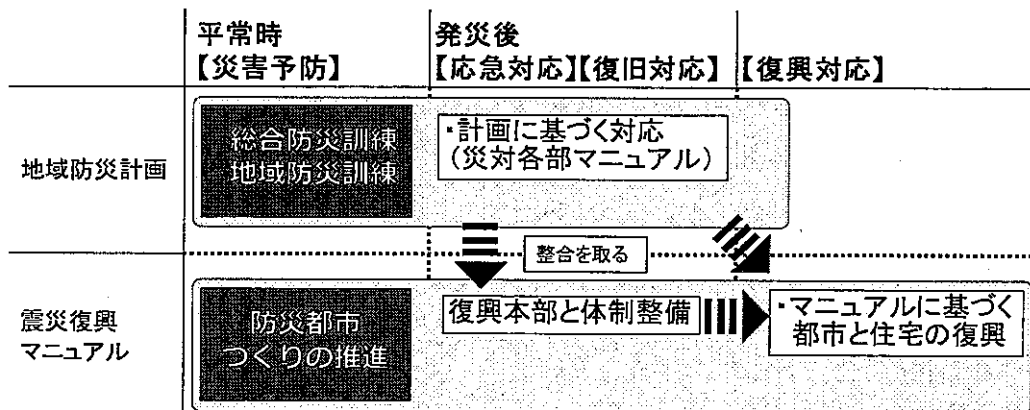 平常時
【災害予防】
発災後
【応急対応】【復旧対応】
【復興対応】
地域防災計画
総合防災訓練
地域防災訓練
・計画に基づく対応
(災対各部マニュアル)
整合を取る
震災復興
マニュアル
防災都市
つくりの推進
復興本部と体制整備
・マニュアルに基づく
都市と住宅の復興